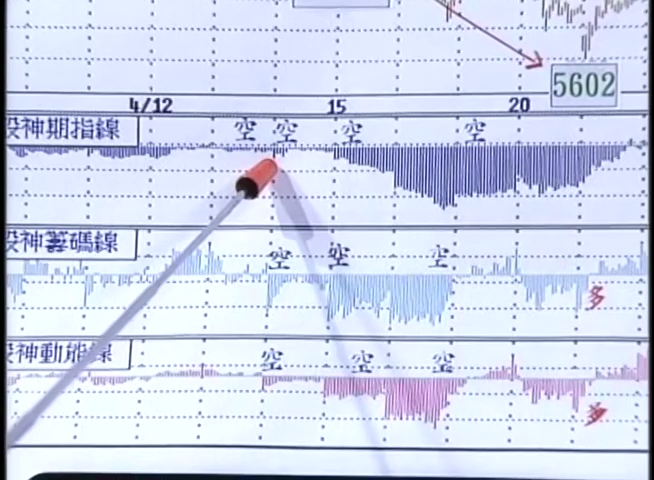 5602
4/12 15 20
股神期指線
空 空 空 空
股神籌碼線
空 空 空
多
股神動能線
空 空 空
多